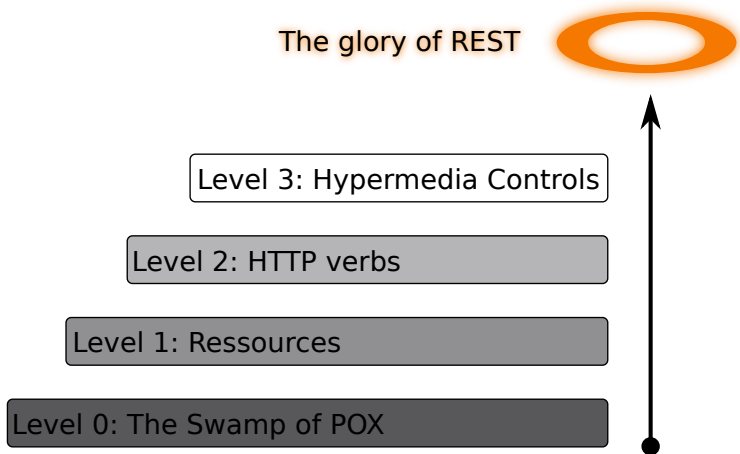 The glory of REST
Level 3: Hypermedia Controls
Level 2: HTTP verbs
Level 1: Ressources
Level 0: The Swamp of POX